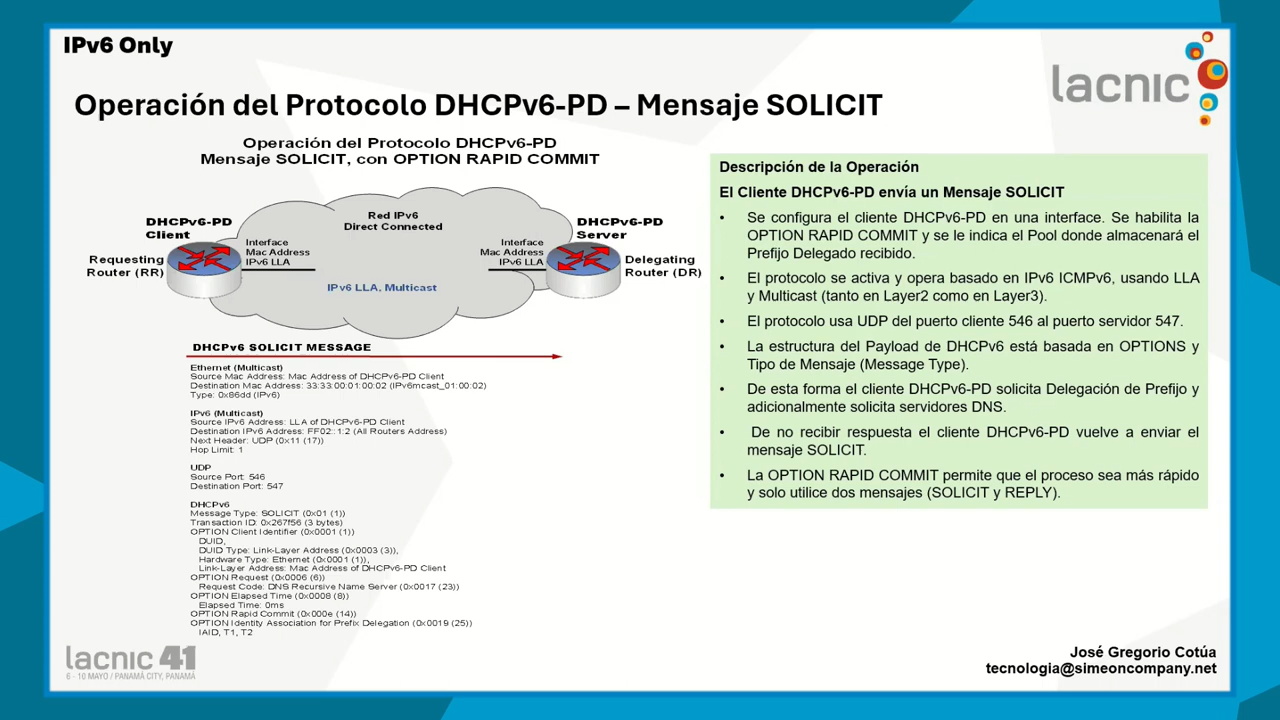 IPv6 Only
lacnic
Operación del Protocolo DHCPv6-PD – Mensaje SOLICIT
Operación del Protocolo DHCPv6-PD
Mensaje SOLICIT, con OPTION RAPID COMMIT
DHCPv6-PD
Client
Red IPv6
Direct Connected
DHCPv6-PD
Server
Requesting
Router (RR)
Interface
Mac Address
IPv6 LLA
Interface
Mac Address
IPv6 LLA
Delegating
Router (DR)
IPv6 LLA, Multicast
DHCPv6 SOLICIT MESSAGE
Ethernet (Multicast)
Source Mac Address: Mac Address of DHCPv6-PD Client
Destination Mac Address: 33:33:00:01:00:02 (IPv6mcast_01:00:02)
Type: 0x86dd (IPv6)
IPv6 (Multicast)
Source IPv6 Address: LLA of DHCPv6-PD Client
Destination IPv6 Address: FF02::1:2 (All Routers Address)
Next Header: UDP (0x11 (17))
Hop Limit: 1
UDP
Source Port: 546
Destination Port: 547
DHCPv6
Message Type: SOLICIT (0x01 (1))
Transaction ID: 0x267f56 (3 bytes)
OPTION Client Identifier (0x0001 (1))
DUID,
DUID Type: Link-Layer Address (0x0003 (3)),
Hardware Type: Ethernet (0x0001 (1)),
Link-Layer Address: Mac Address of DHCPv6-PD Client
OPTION Request (0x0006 (6))
Request Code: DNS Recursive Name Server (0x0017 (23))
OPTION Elapsed Time (0x0008 (8))
Elapsed Time: 0ms
OPTION Rapid Commit (0x000e (14))
OPTION Identity Association for Prefix Delegation (0x0019 (25))
IAID, T1, T2
Descripción de la Operación
El Cliente DHCPv6-PD envía un Mensaje SOLICIT
• Se configura el cliente DHCPv6-PD en una interface. Se habilita la
OPTION RAPID COMMIT y se le indica el Pool donde almacenará el
Prefijo Delegado recibido.
• El protocolo se activa y opera basado en IPv6 ICMPv6, usando LLA
y Multicast (tanto en Layer2 como en Layer3).
• El protocolo usa UDP del puerto cliente 546 al puerto servidor 547.
• La estructura del Payload de DHCPv6 está basada en OPTIONS y
Tipo de Mensaje (Message Type).
• De esta forma el cliente DHCPv6-PD solicita Delegación de Prefijo y
adicionalmente solicita servidores DNS.
• De no recibir respuesta el cliente DHCPv6-PD vuelve a enviar el
mensaje SOLICIT.
• La OPTION RAPID COMMIT permite que el proceso sea más rápido
y solo utilice dos mensajes (SOLICIT y REPLY).
lacnic 41
6 - 10 MAYO / PANAMÁ CITY, PANAMÁ
José Gregorio Cotúa
tecnologia@simeoncompany.net